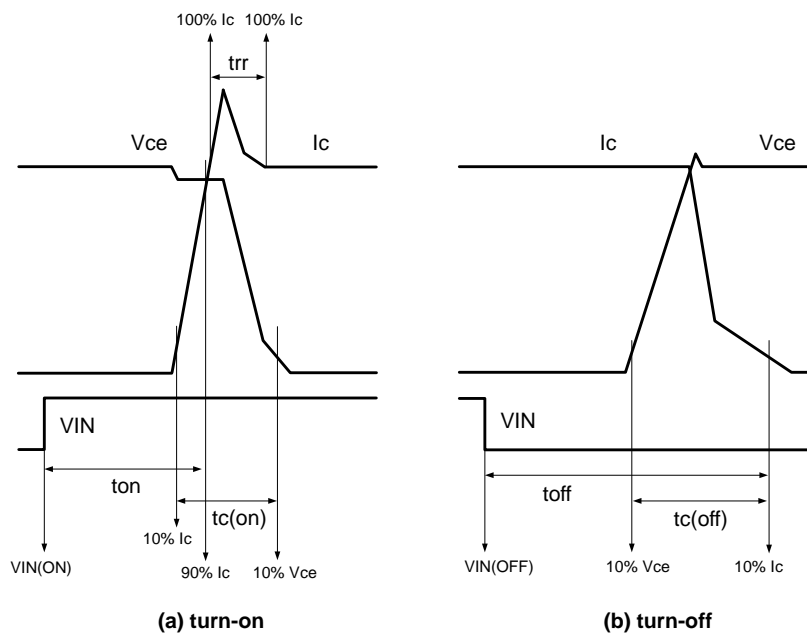 100% Ic 100% Ic
trr
Vce Ic
Ic Vce
VIN
ton
tc(on)
10% Ic
VIN(ON)
90% Ic 10% Vce
(a) turn-on
VIN
toff
tc(off)
VIN(OFF)
10% Vce 10% Ic
(b) turn-off